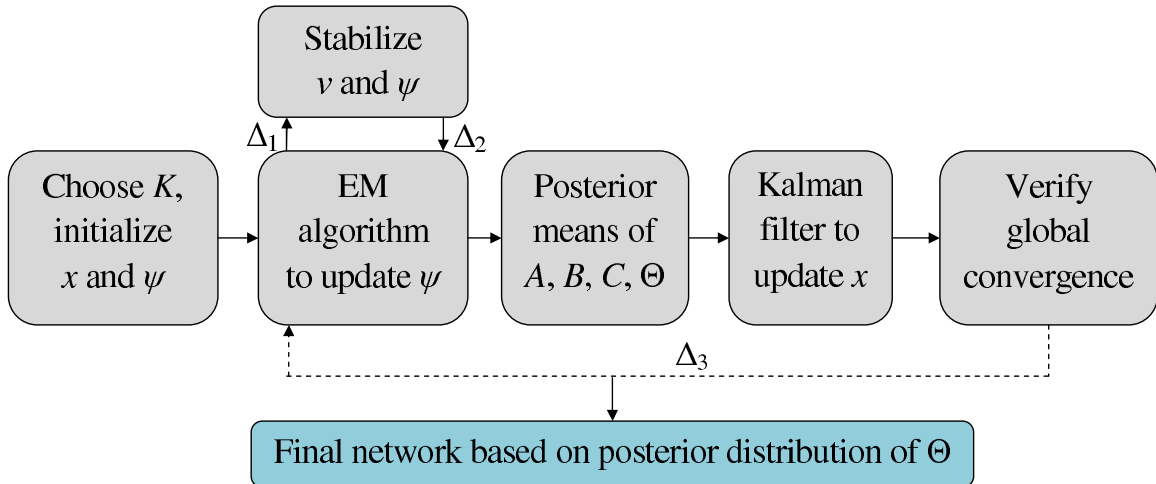 Stabilize
v and ψ
Δ1
Δ2
Choose K,
initialize
x and ψ
EM
algorithm
to update ψ
Posterior
means of
A, B, C, Θ
Kalman
filter to
update x
Verify
global
convergence
Δ3
Final network based on posterior distribution of Θ